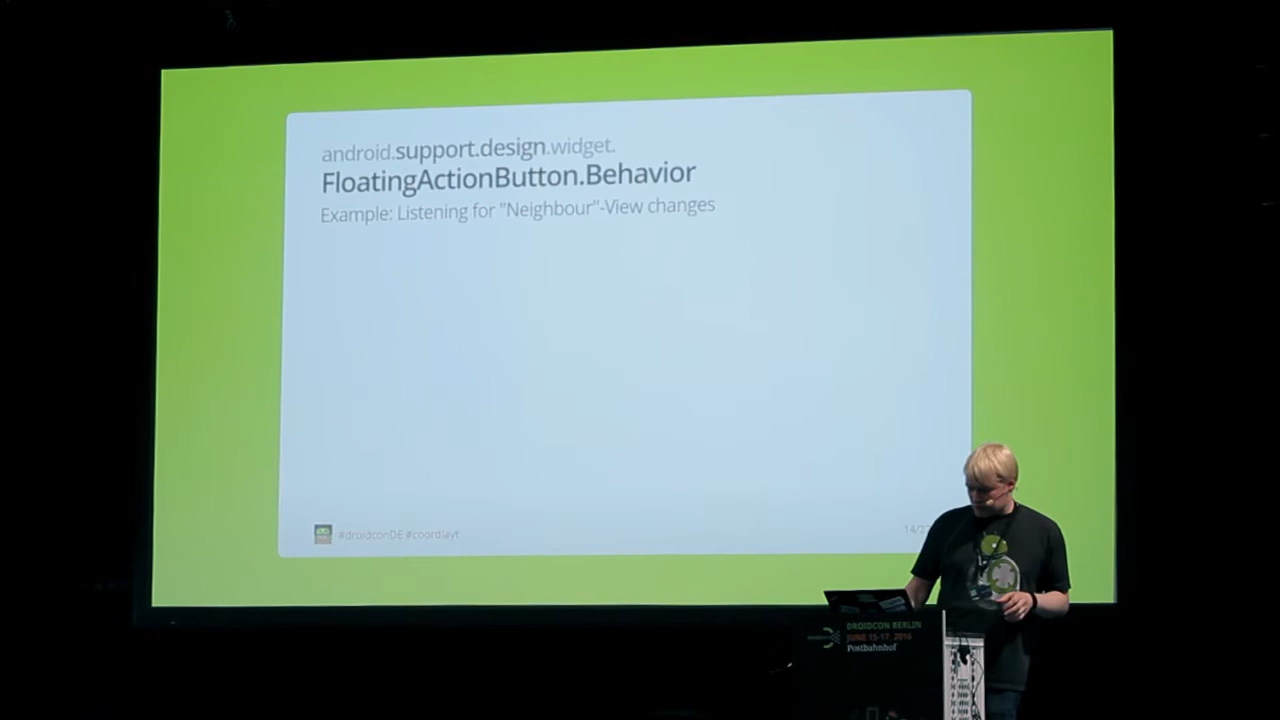 android.support.design.widget.
FloatingActionButton.Behavior
Example: Listening for "Neighbour"-View changes
#droidconDE #coordlayt
DROIDCON BERLIN
JUNE 15-17, 2016
Postbahnhof